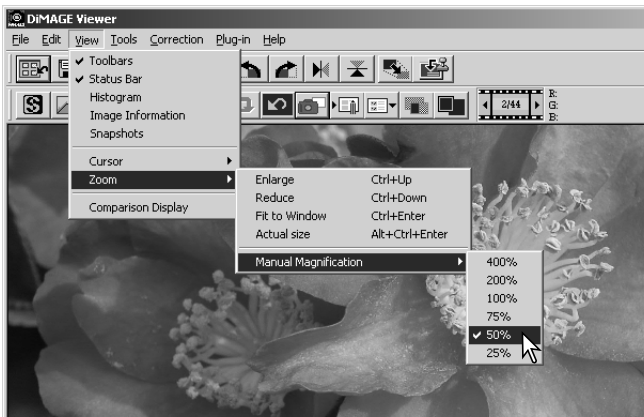 DiMAGE Viewer
File Edit View Tools Correction Plug-in Help
Toolbars
Status Bar
Histogram
Image Information
Snapshots
Cursor
Zoom
Comparison Display
S
2/44
R:
G:
B:
Enlarge Ctrl+Up
Reduce Ctrl+Down
Fit to Window Ctrl+Enter
Actual size Alt+Ctrl+Enter
Manual Magnification
400%
200%
100%
75%
50%
25%